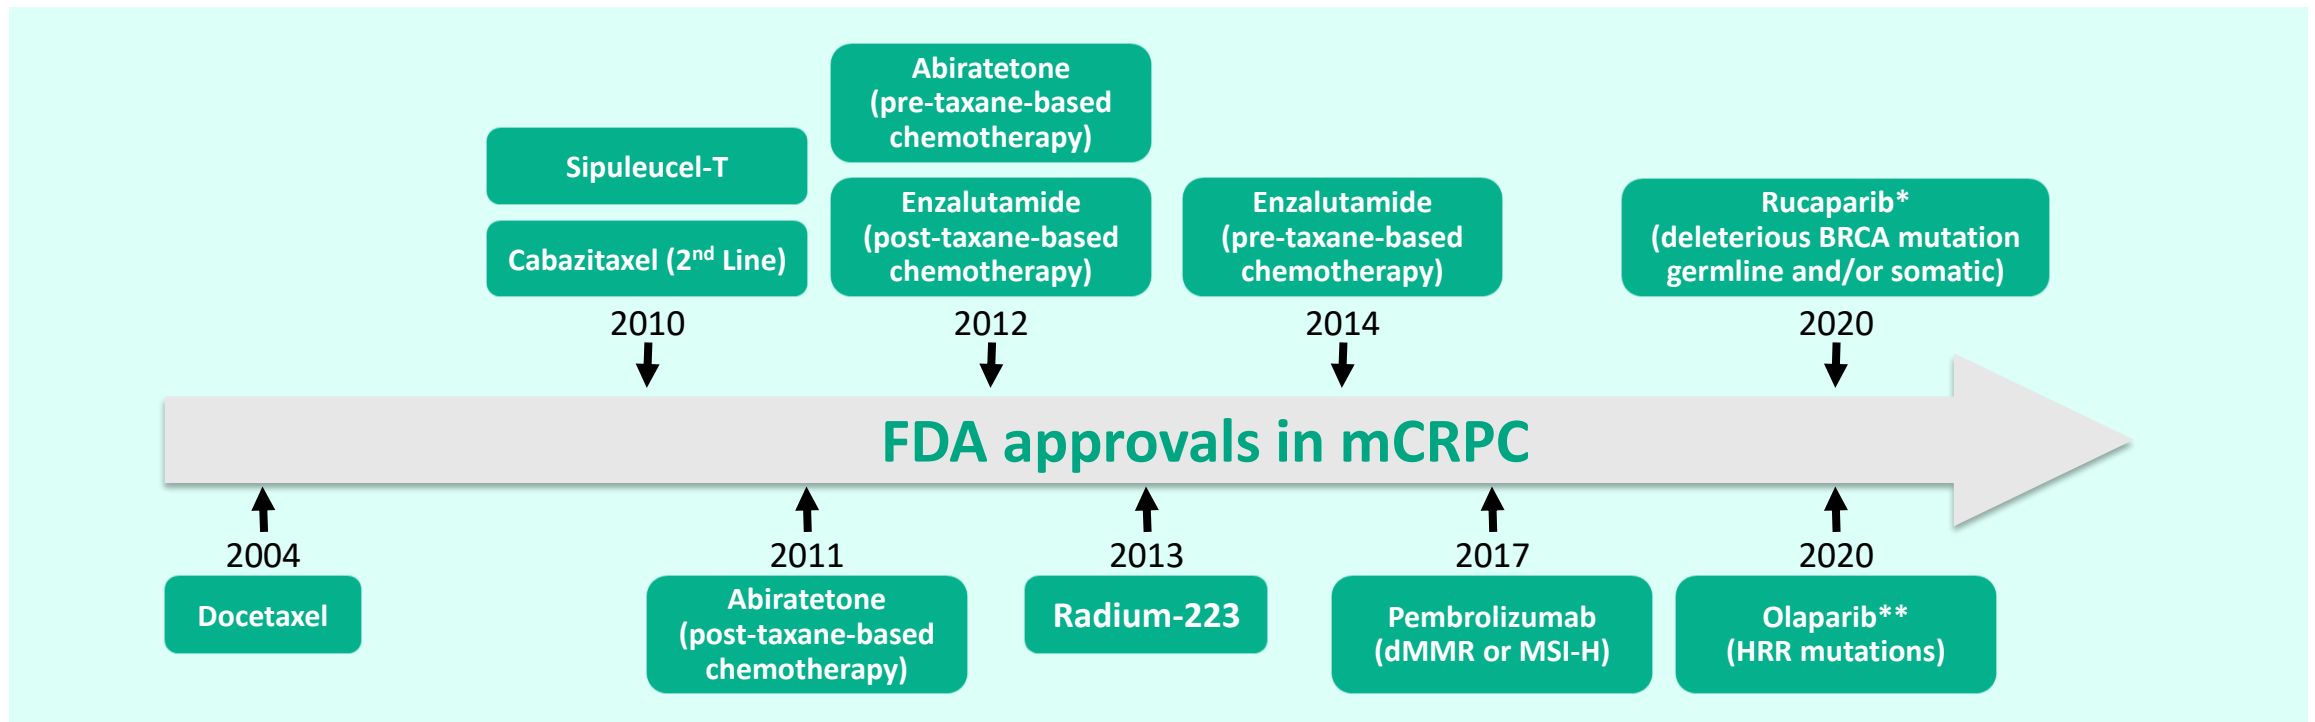 Abiratetone
(pre-taxane-based
chemotherapy)
Sipuleucel-T
Cabazitaxel (2nd Line)
Enzalutamide
(post-taxane-based
chemotherapy)
Enzalutamide
(pre-taxane-based
chemotherapy)
Rucaparib*
(deleterious BRCA mutation
germline and/or somatic)
2010
2012
2014
2020
FDA approvals in mCRPC
2004
2011
2013
2017
2020
Docetaxel
Abiratetone
(post-taxane-based
chemotherapy)
Radium-223
Pembrolizumab
(dMMR or MSI-H)
Olaparib**
(HRR mutations)